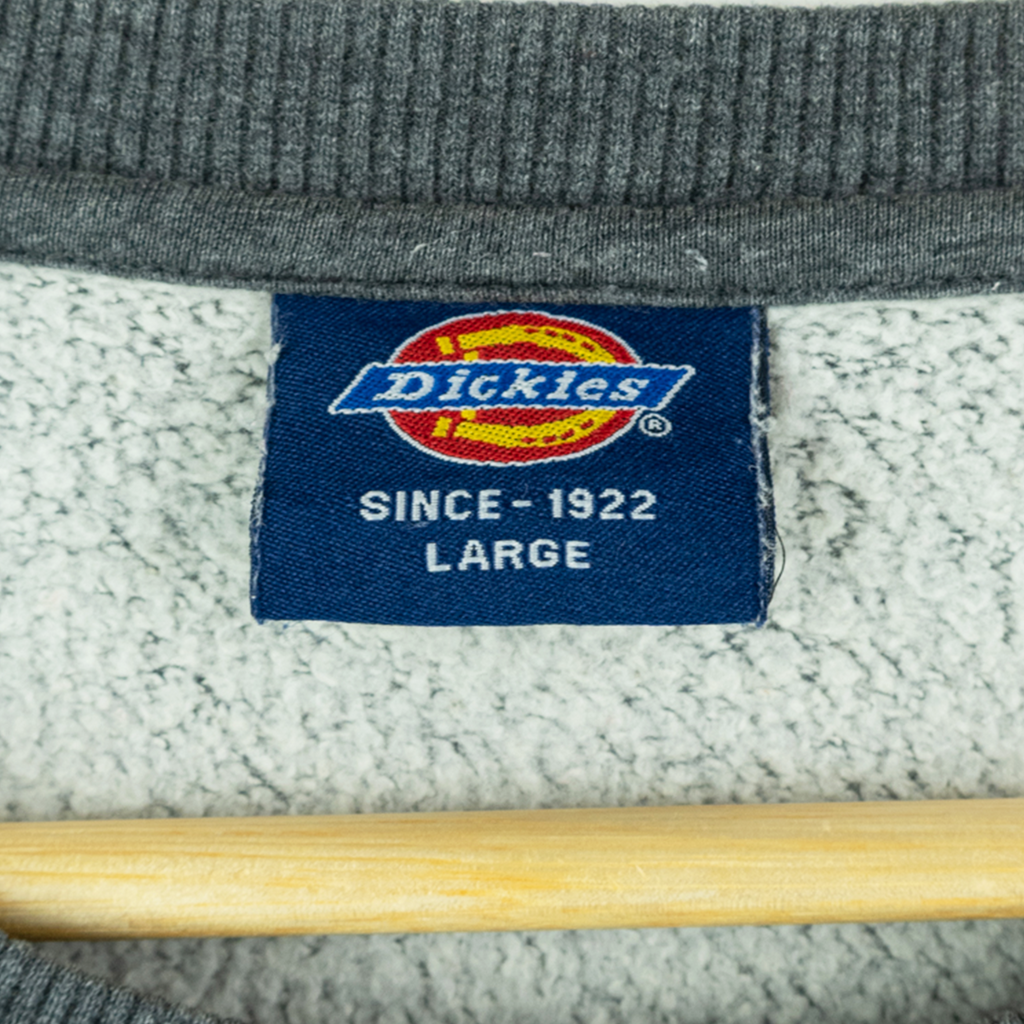 Dickies
®
SINCE - 1922
LARGE